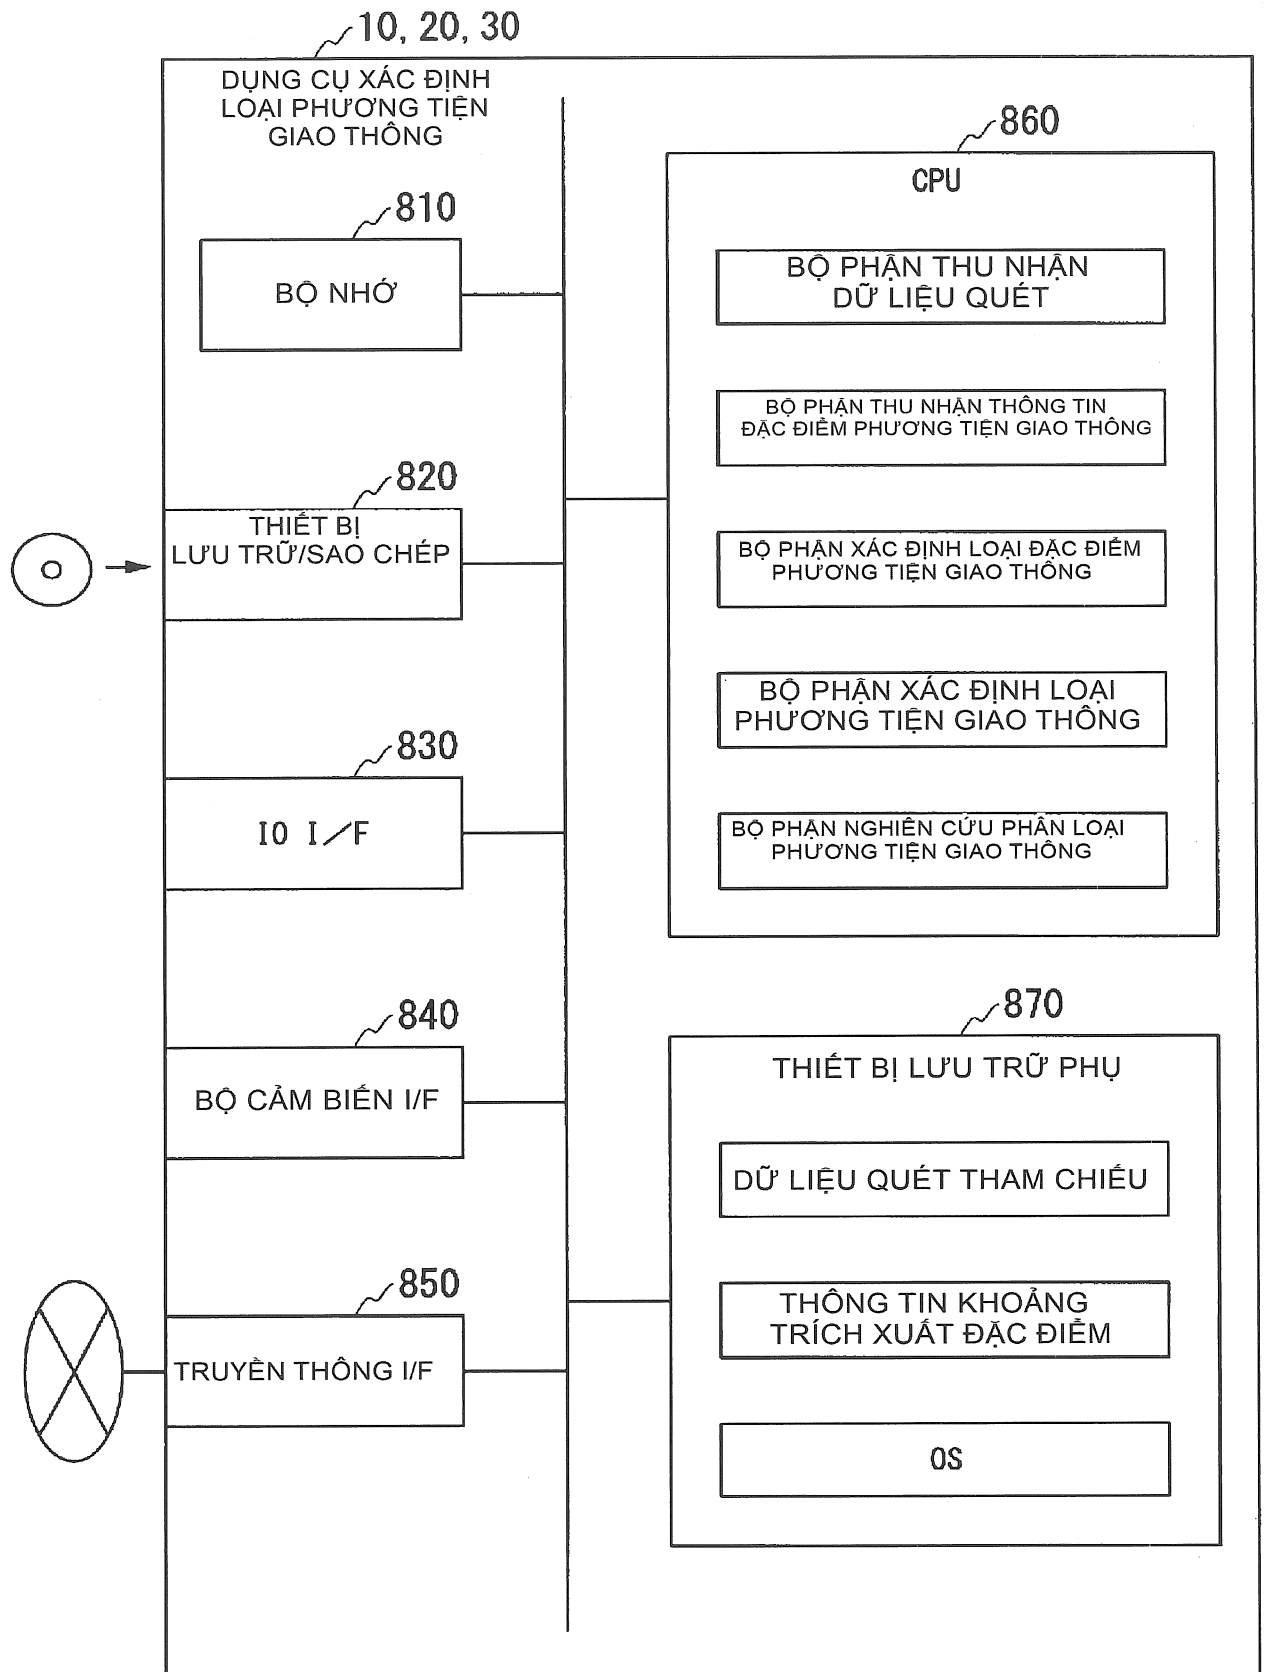 10, 20, 30
DỤNG CỤ XÁC ĐỊNH
LOẠI PHƯƠNG TIỆN
GIAO THÔNG
810
BỘ NHỚ
820
THIẾT BỊ
LƯU TRỮ/SAO CHÉP
830
IO I/F
840
BỘ CẢM BIẾN I/F
850
TRUYỀN THÔNG I/F
860
CPU
BỘ PHẬN THU NHẬN
DỮ LIỆU QUÉT
BỘ PHẬN THU NHẬN THÔNG TIN
ĐẶC ĐIỂM PHƯƠNG TIỆN GIAO THÔNG
BỘ PHẬN XÁC ĐỊNH LOẠI ĐẶC ĐIỂM
PHƯƠNG TIỆN GIAO THÔNG
BỘ PHẬN XÁC ĐỊNH LOẠI
PHƯƠNG TIỆN GIAO THÔNG
BỘ PHẬN NGHIÊN CỨU PHÂN LOẠI
PHƯƠNG TIỆN GIAO THÔNG
870
THIẾT BỊ LƯU TRỮ PHỤ
DỮ LIỆU QUÉT THAM CHIẾU
THÔNG TIN KHOẢNG
TRÍCH XUẤT ĐẶC ĐIỂM
OS